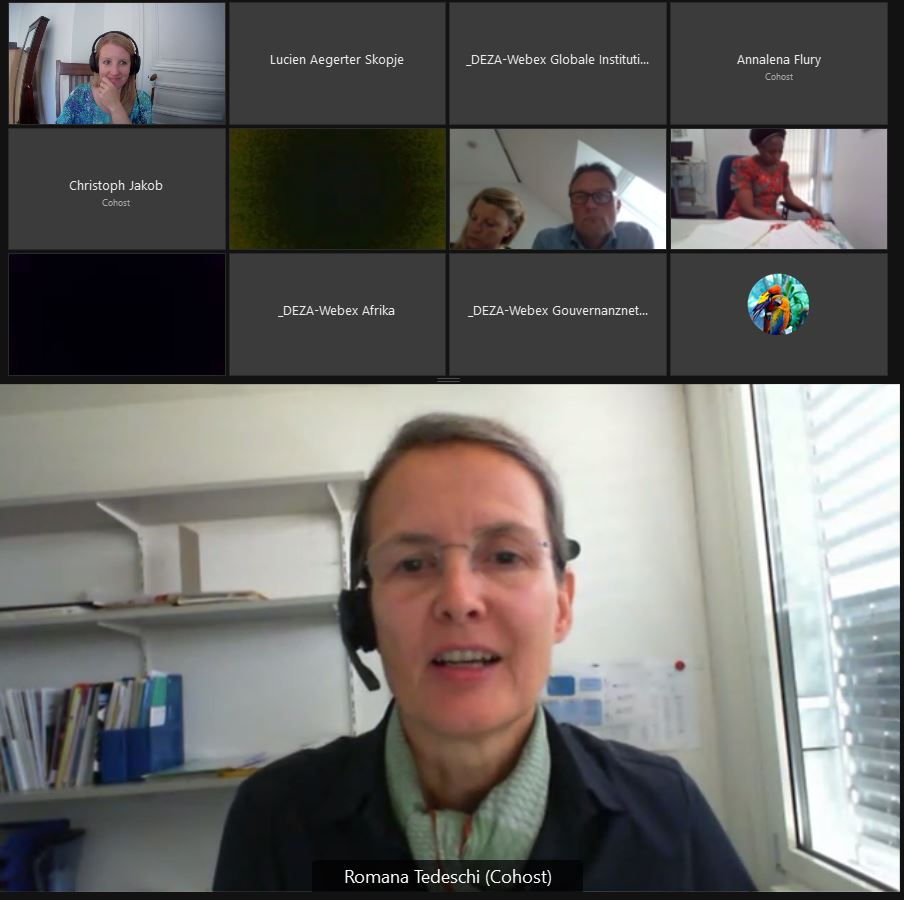 Lucien Aegerter Skopje
_DEZA-Webex Globale Instituti...
Annalena Flury
Cohost
Christoph Jakob
Cohost
_DEZA-Webex Afrika
_DEZA-Webex Gouvernanznet...
Romana Tedeschi (Cohost)